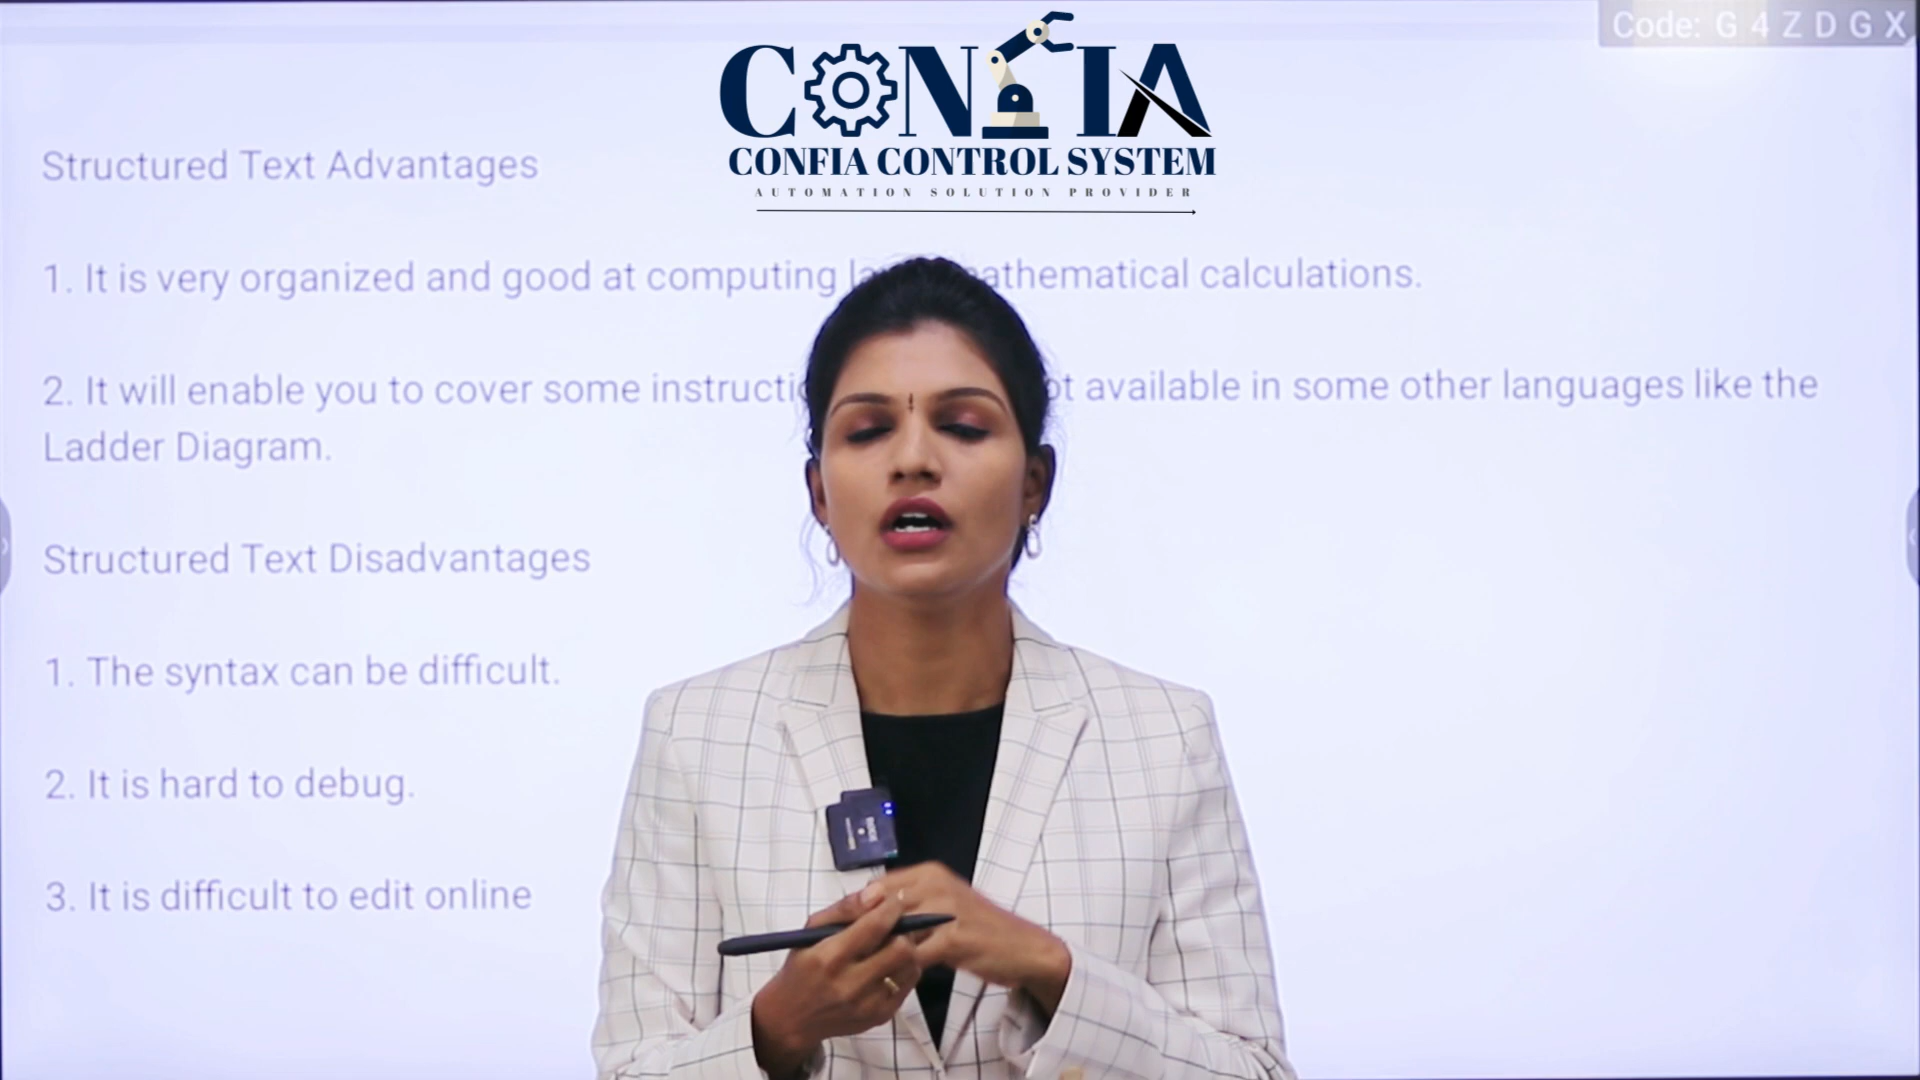 Code: G 4 Z D G X
CONFIA
CONFIA CONTROL SYSTEM
AUTOMATION SOLUTION PROVIDER
Structured Text Advantages
1. It is very organized and good at computing mathematical calculations.
2. It will enable you to cover some available in some other languages like the
Ladder Diagram.
Structured Text Disadvantages
1. The syntax can be difficult.
2. It is hard to debug.
3. It is difficult to edit online